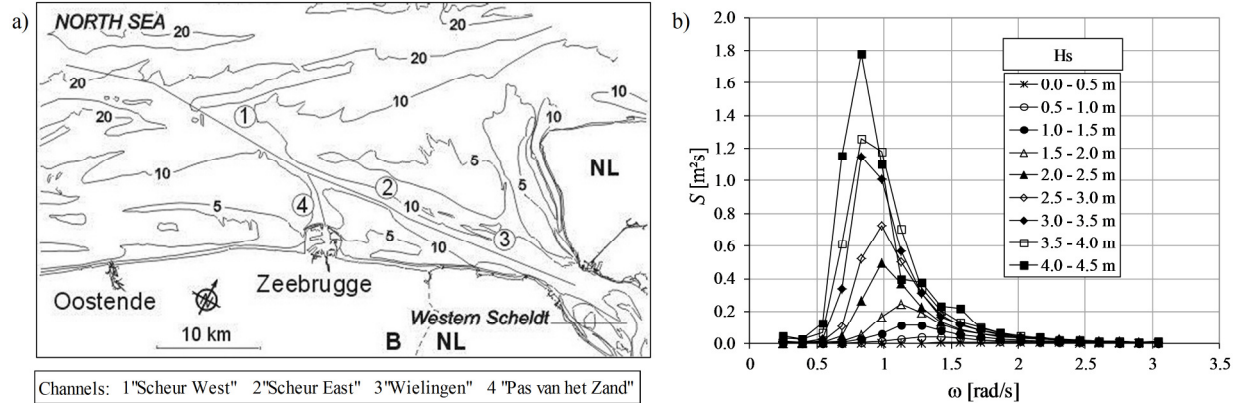 a)
NORTH SEA
20
20
10
20
10
20
10
1
10
NL
5
5
2
10
4
5
5
3
10
Zeebrugge
Oostende
10 km
Western Scheldt
B NL
Channels: 1"Scheur West" 2"Scheur East" 3"Wielingen" 4 "Pas van het Zand"
b)
2.0
1.8
1.6
1.4
1.2
1.0
0.8
0.6
0.4
0.2
0.0
S [m²s]
0 0.5 1 1.5 2 2.5 3 3.5
ω [rad/s]
Hs
0.0 - 0.5 m
0.5 - 1.0 m
1.0 - 1.5 m
1.5 - 2.0 m
2.0 - 2.5 m
2.5 - 3.0 m
3.0 - 3.5 m
3.5 - 4.0 m
4.0 - 4.5 m